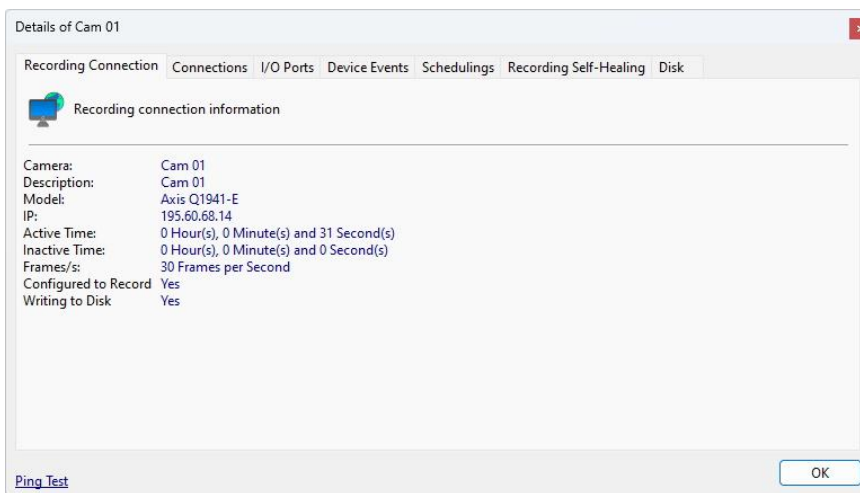 Details of Cam 01
Recording Connection Connections I/O Ports Device Events Schedulings Recording Self-Healing Disk
Recording connection information
Camera: Cam 01
Description: Cam 01
Model: Axis Q1941-E
IP: 195.60.68.14
Active Time: 0 Hour(s), 0 Minute(s) and 31 Second(s)
Inactive Time: 0 Hour(s), 0 Minute(s) and 0 Second(s)
Frames/s: 30 Frames per Second
Configured to Record Yes
Writing to Disk Yes
Ping Test
OK